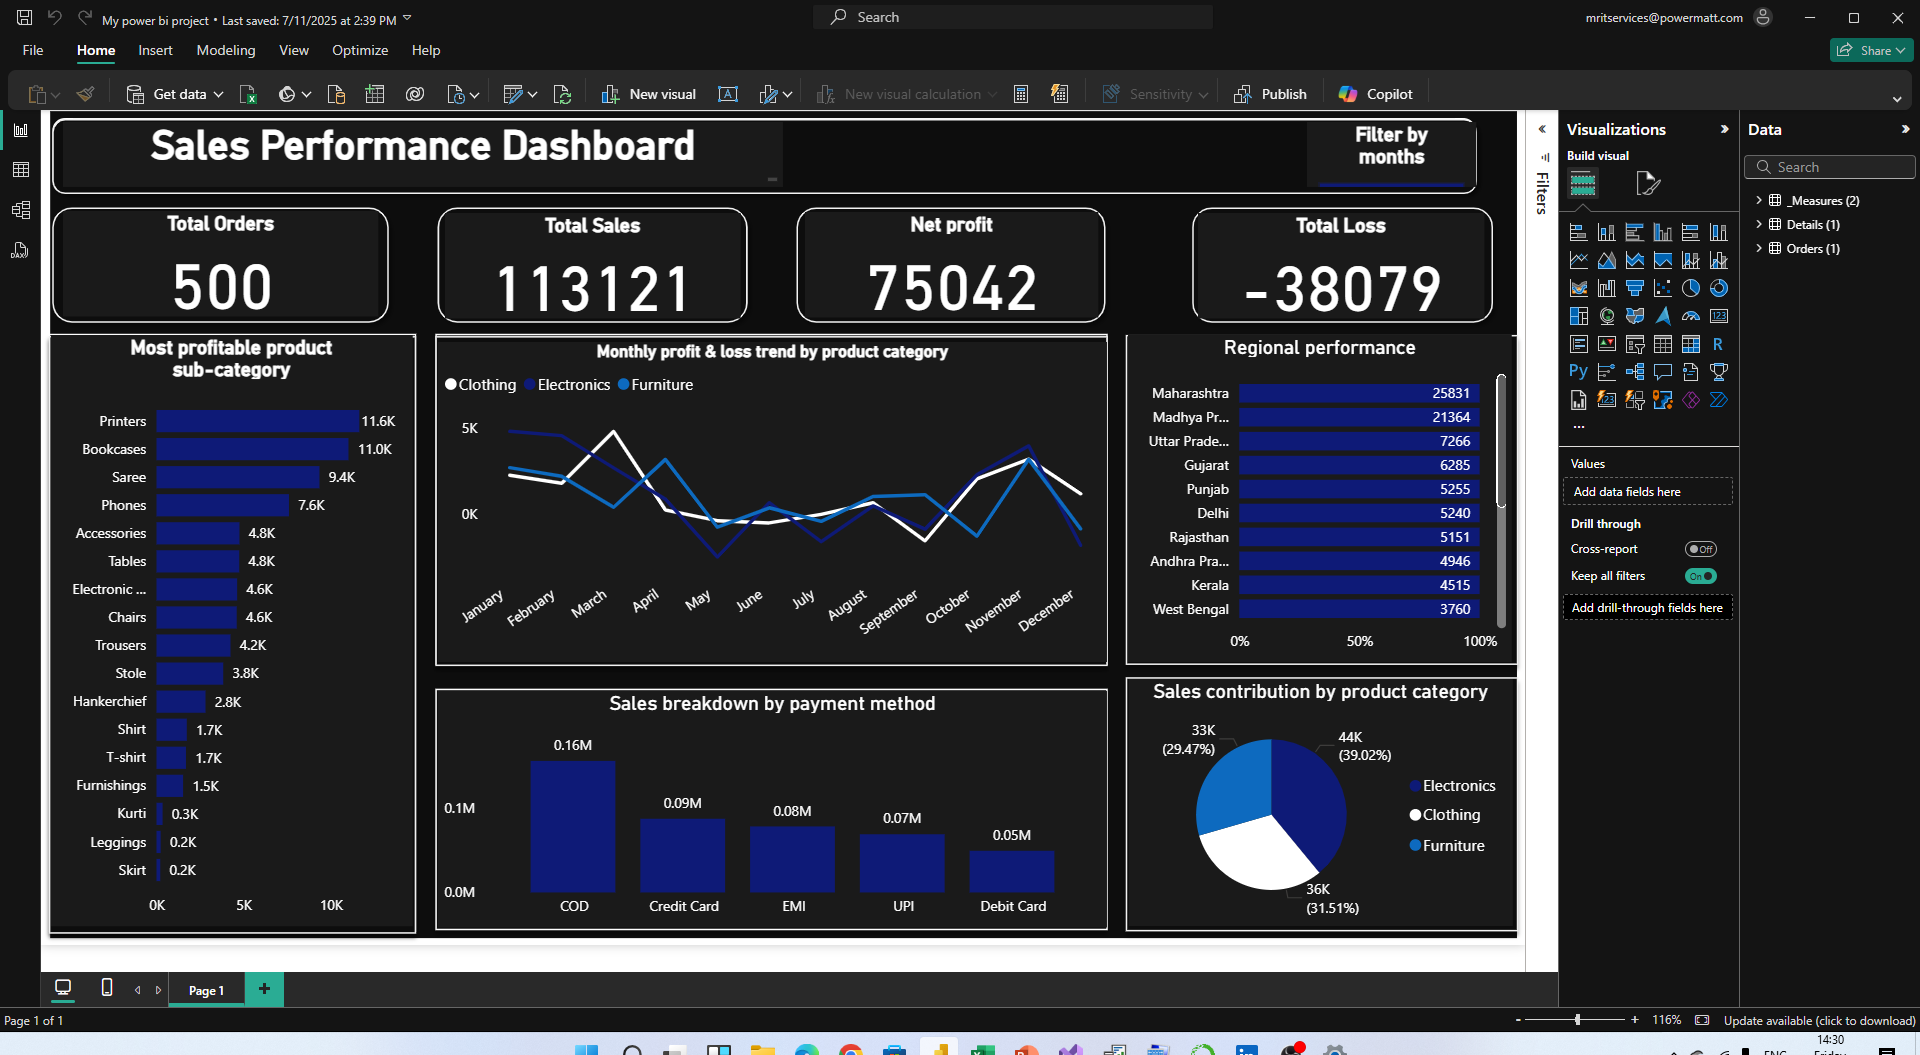 My power bi project • Last saved: 7/11/2025 at 2:39 PM
Search
mritservices@powermatt.com
File
Home
Insert
Modeling
View
Optimize
Help
Share
Get data
New visual
New visual calculation
Sensitivity
Publish
Copilot
Sales Performance Dashboard
Filter by
months
Total Orders
500
Total Sales
113121
Net profit
75042
Total Loss
-38079
Most profitable product
sub-category
Printers 11.6K
Bookcases 11.0K
Saree 9.4K
Phones 7.6K
Accessories 4.8K
Tables 4.8K
Electronic ... 4.6K
Chairs 4.6K
Trousers 4.2K
Stole 3.8K
Hankerchief 2.8K
Shirt 1.7K
T-shirt 1.7K
Furnishings 1.5K
Kurti 0.3K
Leggings 0.2K
Skirt 0.2K
0K 5K 10K
Monthly profit & loss trend by product category
Clothing Electronics Furniture
5K
0K
January February March April May June July August September October November December
Regional performance
Maharashtra 25831
Madhya Pr... 21364
Uttar Prade... 7266
Gujarat 6285
Punjab 5255
Delhi 5240
Rajasthan 5151
Andhra Pra... 4946
Kerala 4515
West Bengal 3760
0% 50% 100%
Sales breakdown by payment method
0.16M
0.09M
0.08M
0.07M
0.05M
0.1M
0.0M
COD Credit Card EMI UPI Debit Card
Sales contribution by product category
33K
(29.47%)
44K
(39.02%)
36K
(31.51%)
Electronics
Clothing
Furniture
Filters
Visualizations
Build visual
123
R
Py
123
...
Values
Add data fields here
Drill through
Cross-report Off
Keep all filters On
Add drill-through fields here
Data
Search
_Measures (2)
Details (1)
Orders (1)
DAX
Page 1
+
Page 1 of 1
- + 116%
Update available (click to download)
14:30